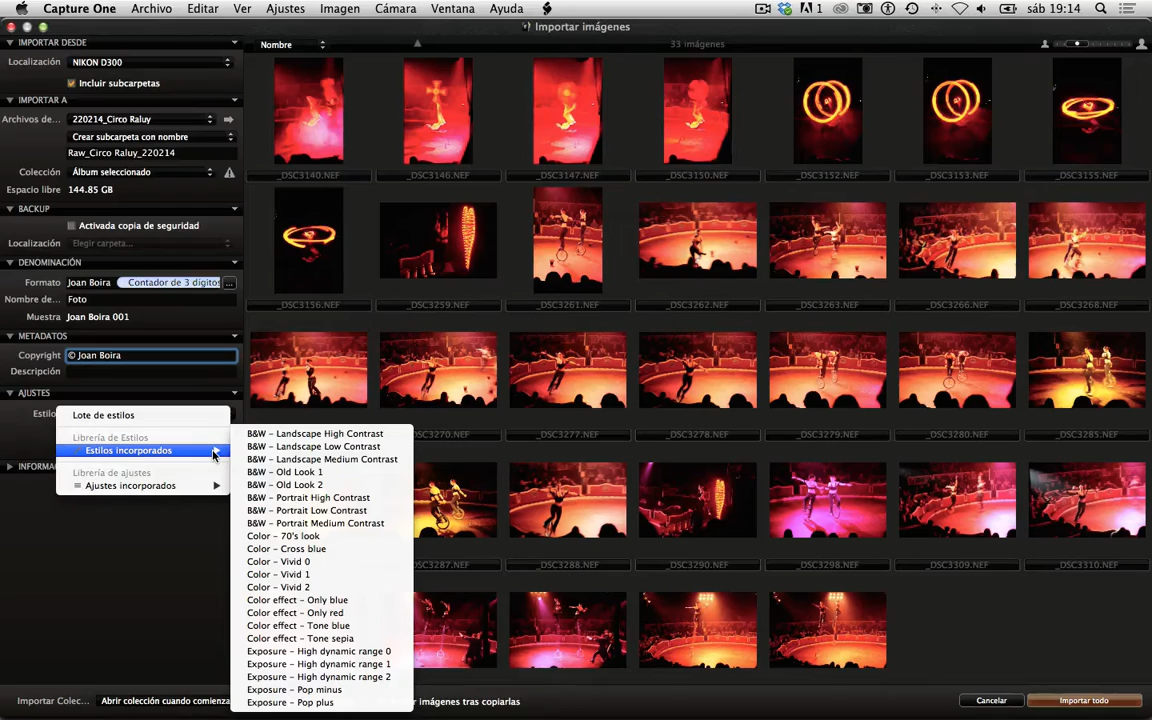 Capture One Archivo Editar Ver Ajustes Imagen Cámara Ventana Ayuda 1 sáb 19:14
Importar imágenes
IMPORTAR DESDE
Nombre
33 imágenes
Localización NIKON D300
Incluir subcarpetas
IMPORTAR A
Archivos de... 220214_Circo Raluy
Crear subcarpeta con nombre
Raw_Circo Raluy_220214
Colección Álbum seleccionado
Espacio libre 144.85 GB
_DSC3140.NEF _DSC3146.NEF _DSC3147.NEF _DSC3150.NEF _DSC3152.NEF _DSC3153.NEF _DSC3155.NEF
BACKUP
Activada copia de seguridad
Localización Elegir carpeta...
DENOMINACIÓN
Formato Joan Boira Contador de 3 dígitos ...
Nombre de... Foto
Muestra Joan Boira 001
_DSC3156.NEF _DSC3259.NEF _DSC3261.NEF _DSC3262.NEF _DSC3263.NEF _DSC3266.NEF _DSC3268.NEF
METADATOS
Copyright © Joan Boira
Descripción
AJUSTES
Estilo
Lote de estilos
Librería de Estilos
Estilos incorporados
Librería de ajustes
Ajustes incorporados
INFORMA
B&W - Landscape High Contrast
B&W - Landscape Low Contrast
B&W - Landscape Medium Contrast
B&W - Old Look 1
B&W - Old Look 2
B&W - Portrait High Contrast
B&W - Portrait Low Contrast
B&W - Portrait Medium Contrast
Color - 70's look
Color - Cross blue
Color - Vivid 0
Color - Vivid 1
Color - Vivid 2
Color effect - Only blue
Color effect - Only red
Color effect - Tone blue
Color effect - Tone sepia
Exposure - High dynamic range 0
Exposure - High dynamic range 1
Exposure - High dynamic range 2
Exposure - Pop minus
Exposure - Pop plus
3270.NEF _DSC3277.NEF _DSC3278.NEF _DSC3280.NEF _DSC3281.NEF _DSC3285.NEF
3287.NEF _DSC3288.NEF _DSC3290.NEF _DSC3298.NEF _DSC3309.NEF _DSC3310.NEF
Importar Colec... Abrir colección cuando comienza
r imágenes tras copiarlas
Cancelar
Importar todo